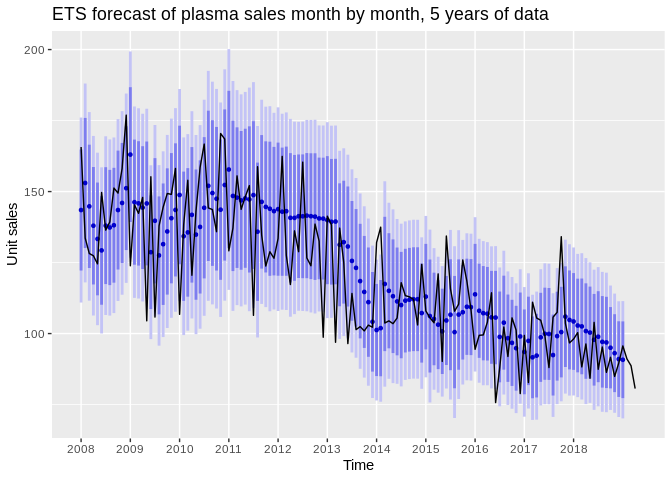 ETS forecast of plasma sales month by month, 5 years of data
Unit sales
200
150
100
2008 2009 2010 2011 2012 2013 2014 2015 2016 2017 2018
Time